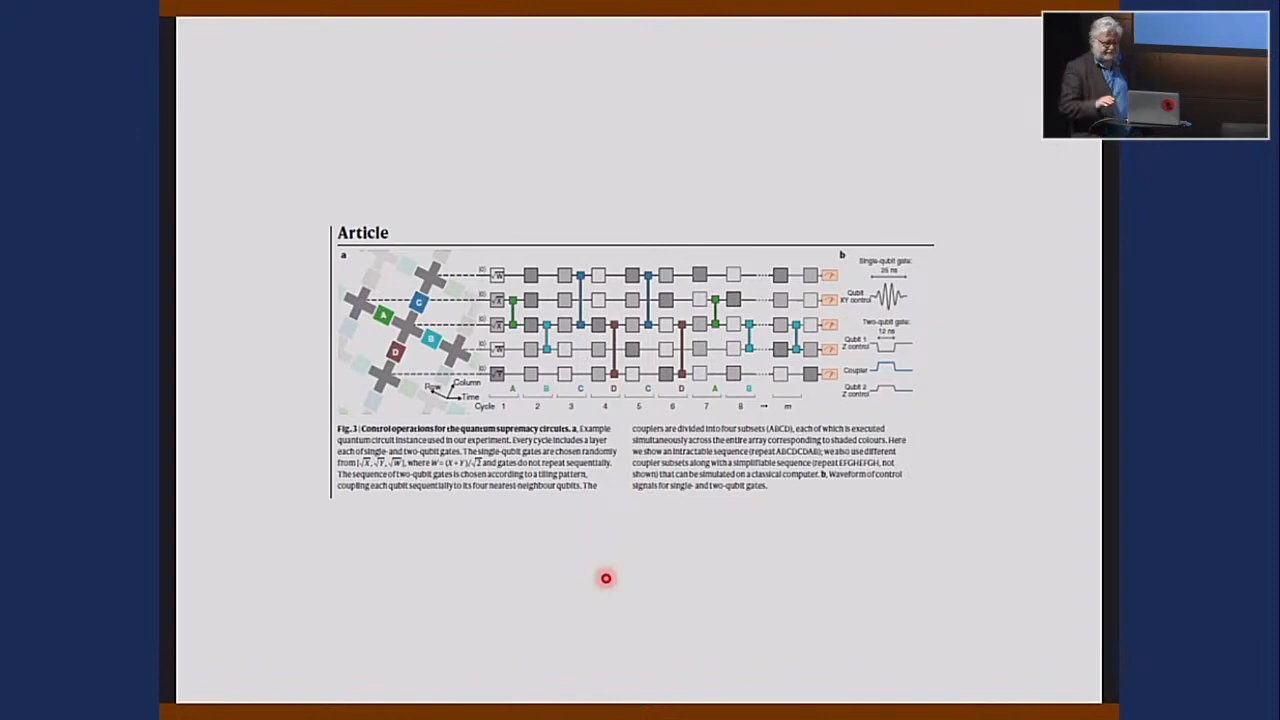 Article
a
b
A
B
C
D
Row
Column
Time
|0⟩
|0⟩
|0⟩
|0⟩
|0⟩
√W
√X
√X
√W
√Y
A B C D C D A B
Cycle 1 2 3 4 5 6 7 8 m
Single-qubit gate:
25 ns
Qubit
XY control
Two-qubit gate:
12 ns
Qubit 1
Z control
Coupler
Qubit 2
Z control
Fig. 3 | Control operations for the quantum supremacy circuits. a, Example
quantum circuit instance used in our experiment. Every cycle includes a layer
each of single- and two-qubit gates. The single-qubit gates are chosen randomly
from {√X, √Y, √W}, where W = (X + Y)/√2 and gates do not repeat sequentially.
The sequence of two-qubit gates is chosen according to a tiling pattern,
coupling each qubit sequentially to its four nearest-neighbour qubits. The
couplers are divided into four subsets (ABCD), each of which is executed
simultaneously across the entire array corresponding to shaded colours. Here
we show an intractable sequence (repeat ABCDCDAB); we also use different
coupler subsets along with a simplifiable sequence (repeat EFGHEFGH, not
shown) that can be simulated on a classical computer. b, Waveform of control
signals for single- and two-qubit gates.